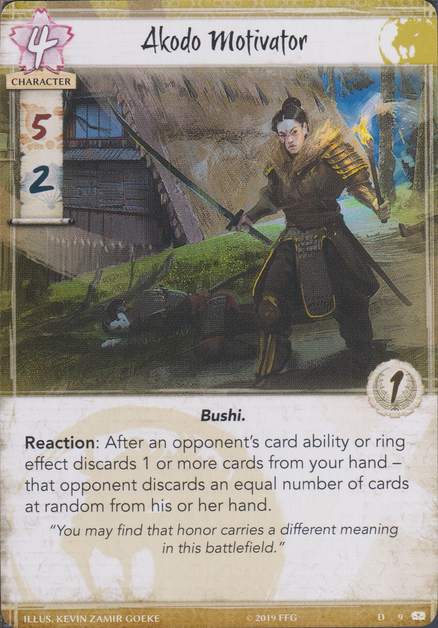 4
Akodo Motivator
CHARACTER
5
2
1
Bushi.
Reaction: After an opponent's card ability or ring
effect discards 1 or more cards from your hand –
that opponent discards an equal number of cards
at random from his or her hand.
"You may find that honor carries a different meaning
in this battlefield."
ILLUS. KEVIN ZAMIR GOEKE © 2019 FFG D 9